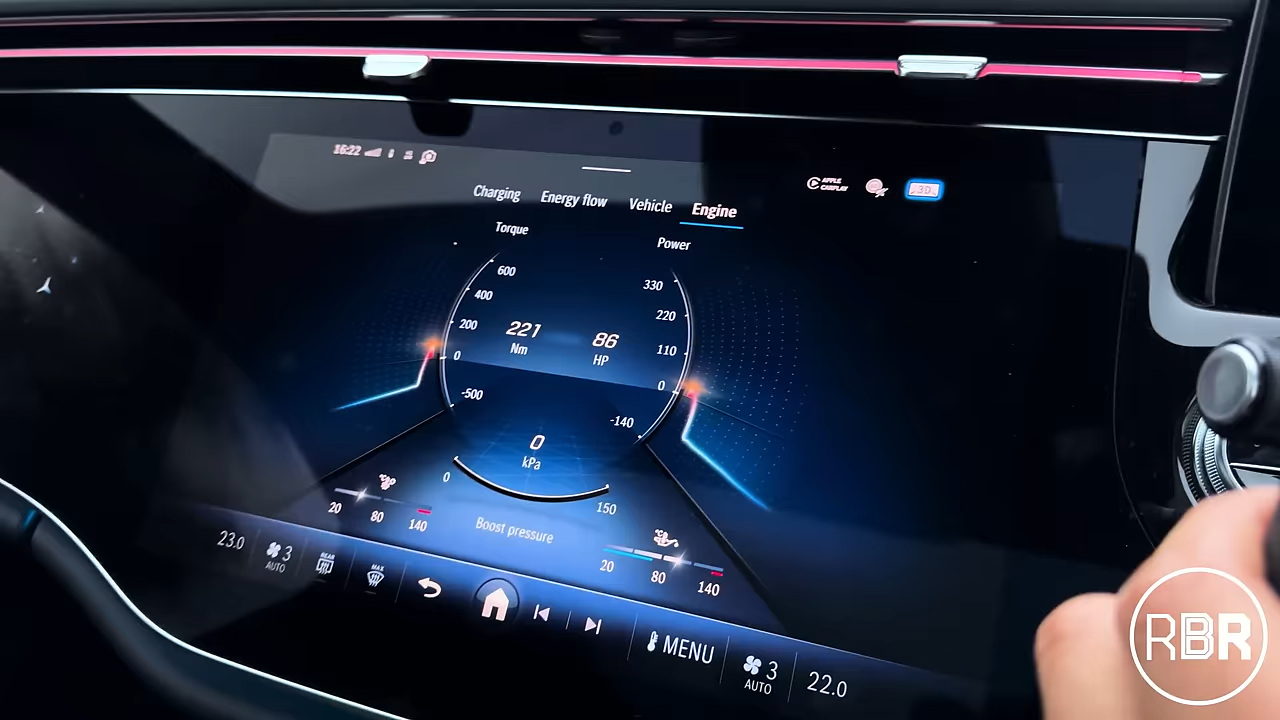 16:22
APPLE CARPLAY
3D
Charging Energy flow Vehicle Engine
Torque
Power
600
400
200
0
-500
221
Nm
86
HP
330
220
110
0
-140
0
kPa
0
150
Boost pressure
°C
20 80 140
°C
20 80 140
23.0
3
AUTO
REAR
MAX
MENU
3
AUTO
22.0
RBR